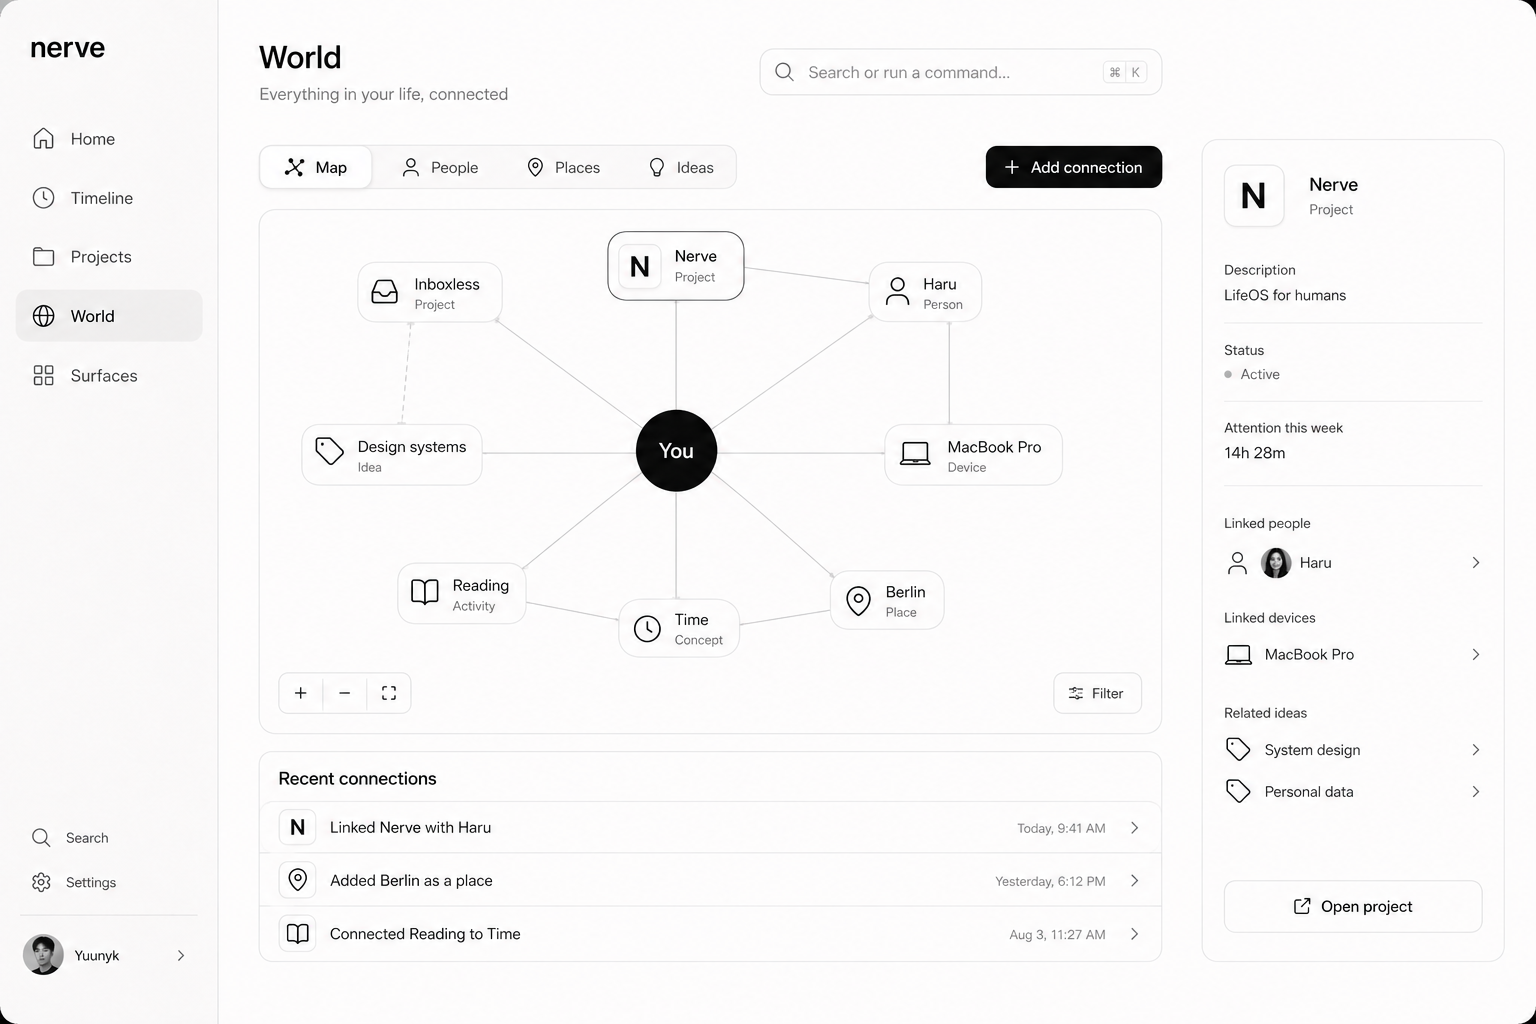 nerve
Home
Timeline
Projects
World
Surfaces
Search
Settings
Yuunyk
World
Everything in your life, connected
Search or run a command...
⌘ K
Map
People
Places
Ideas
+ Add connection
Inboxless
Project
N
Nerve
Project
Haru
Person
Design systems
Idea
You
MacBook Pro
Device
Reading
Activity
Time
Concept
Berlin
Place
Filter
Recent connections
N
Linked Nerve with Haru
Today, 9:41 AM
Added Berlin as a place
Yesterday, 6:12 PM
Connected Reading to Time
Aug 3, 11:27 AM
N
Nerve
Project
Description
LifeOS for humans
Status
Active
Attention this week
14h 28m
Linked people
Haru
Linked devices
MacBook Pro
Related ideas
System design
Personal data
Open project